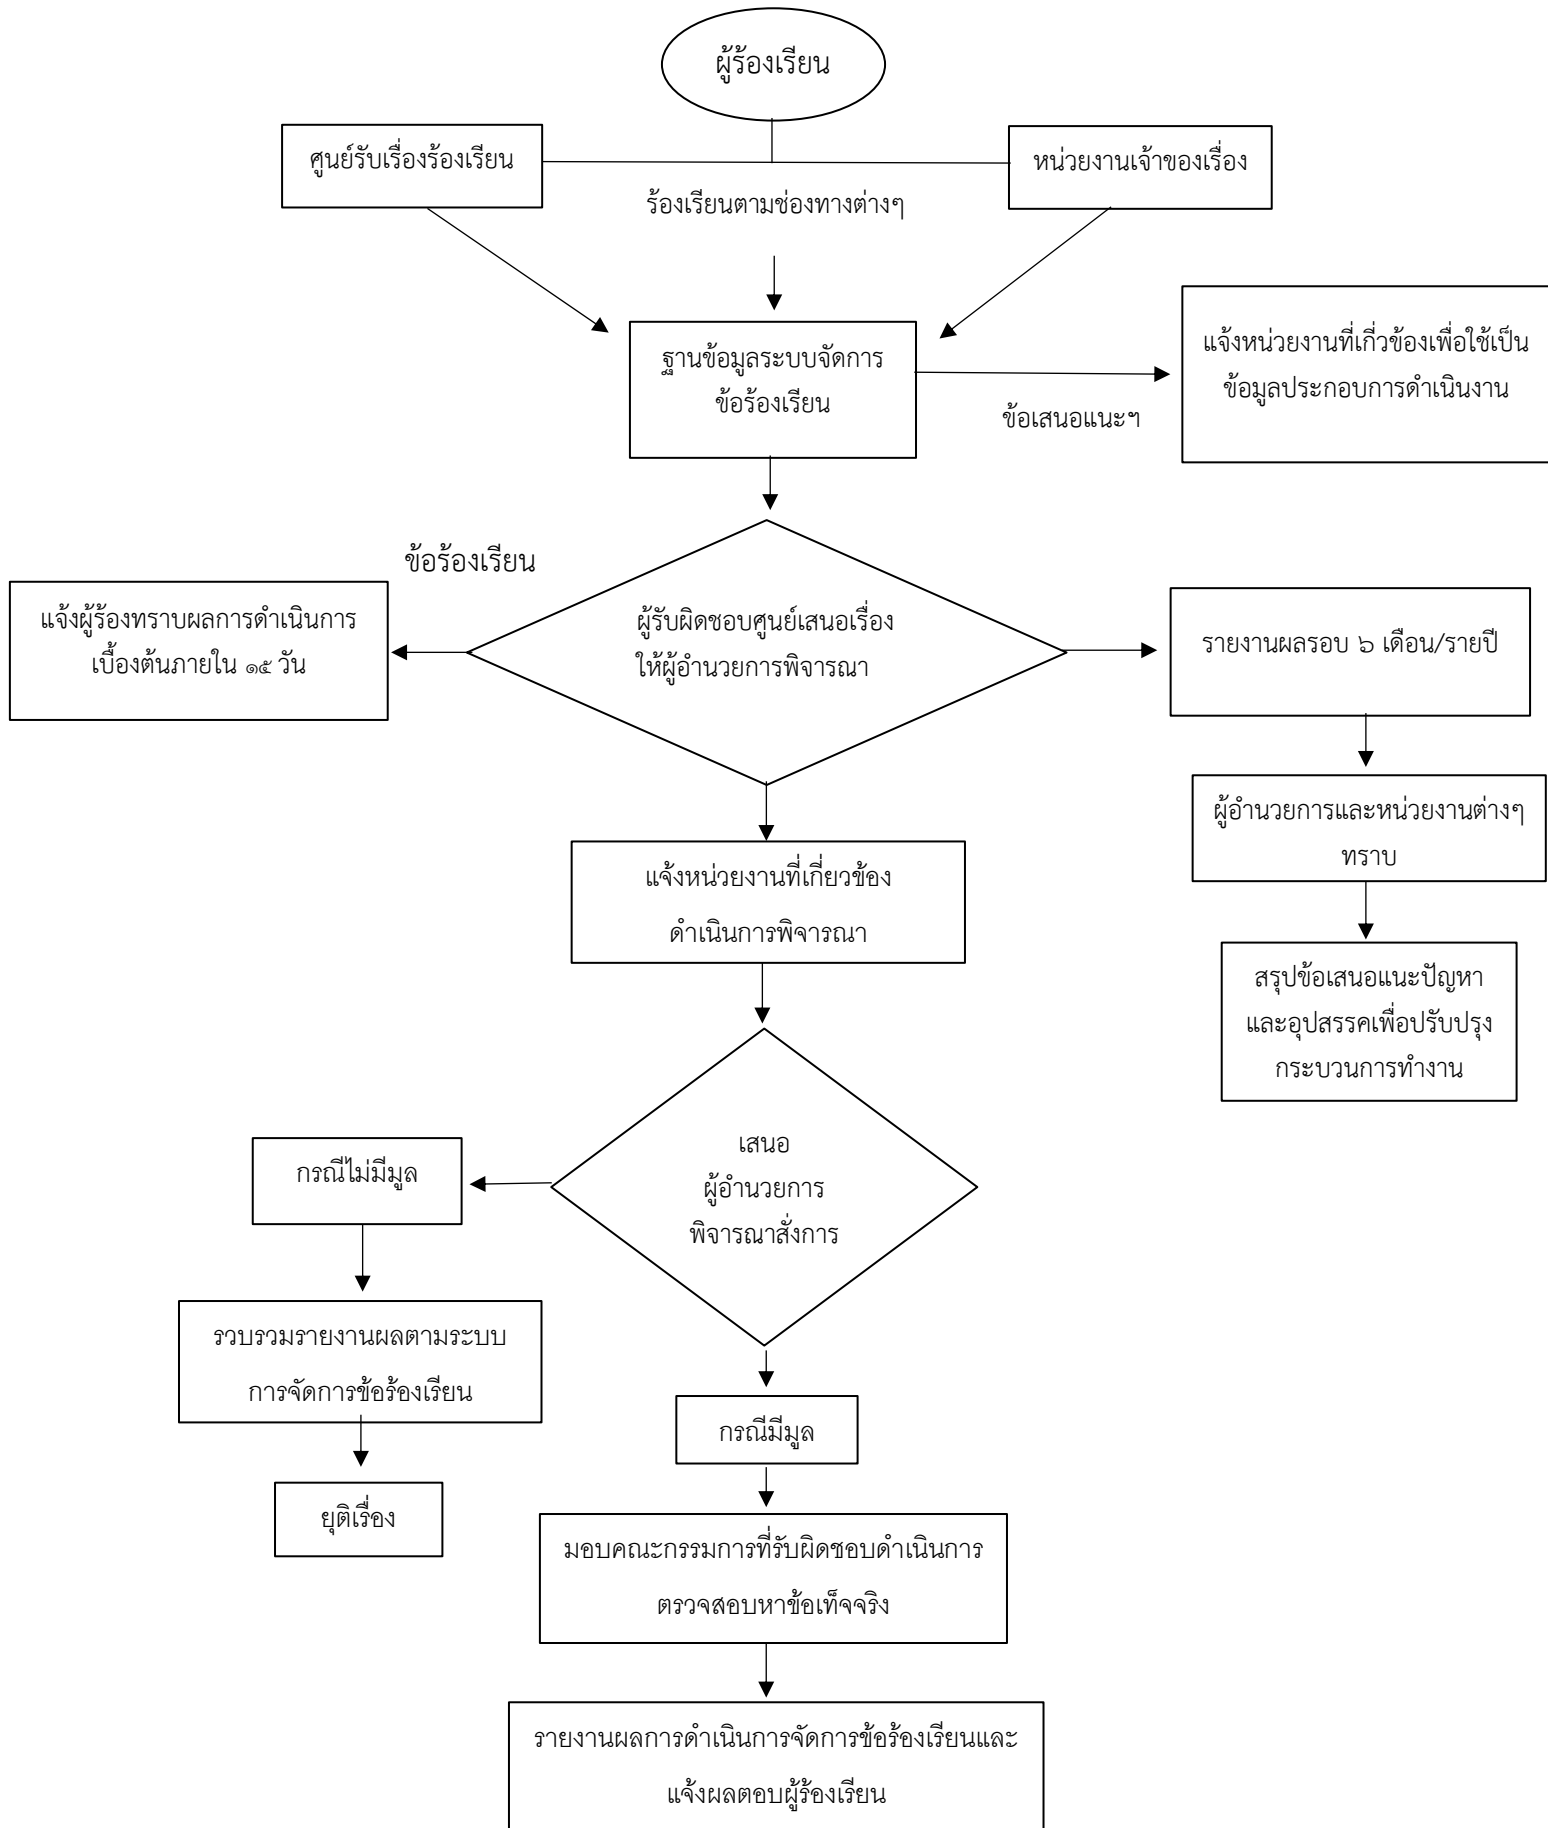 ผู้ร้องเรียน
ศูนย์รับเรื่องร้องเรียน
หน่วยงานเจ้าของเรื่อง
ร้องเรียนตามช่องทางต่างๆ
ฐานข้อมูลระบบจัดการ
ข้อร้องเรียน
แจ้งหน่วยงานที่เกี่วข้องเพื่อใช้เป็น
ข้อมูลประกอบการดำเนินงาน
ข้อเสนอแนะฯ
ข้อร้องเรียน
แจ้งผู้ร้องทราบผลการดำเนินการ
เบื้องต้นภายใน ๑๕ วัน
ผู้รับผิดชอบศูนย์เสนอเรื่อง
ให้ผู้อำนวยการพิจารณา
รายงานผลรอบ ๖ เดือน/รายปี
ผู้อำนวยการและหน่วยงานต่างๆ
ทราบ
แจ้งหน่วยงานที่เกี่ยวข้อง
ดำเนินการพิจารณา
สรุปข้อเสนอแนะปัญหา
และอุปสรรคเพื่อปรับปรุง
กระบวนการทำงาน
เสนอ
ผู้อำนวยการ
พิจารณาสั่งการ
กรณีไม่มีมูล
รวบรวมรายงานผลตามระบบ
การจัดการข้อร้องเรียน
ยุติเรื่อง
กรณีมีมูล
มอบคณะกรรมการที่รับผิดชอบดำเนินการ
ตรวจสอบหาข้อเท็จจริง
รายงานผลการดำเนินการจัดการข้อร้องเรียนและ
แจ้งผลตอบผู้ร้องเรียน